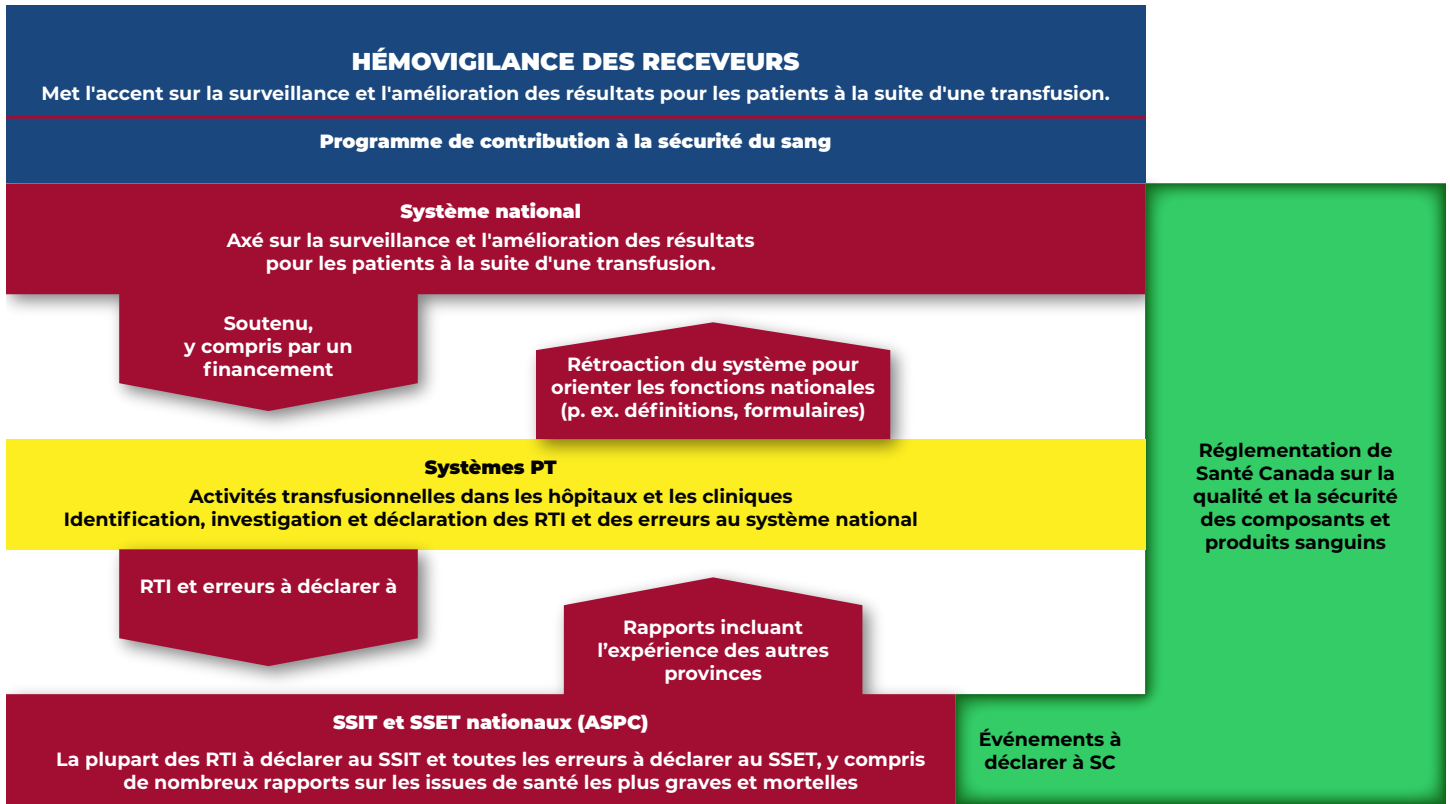 HÉMOVIGILANCE DES RECEVEURS
Met l'accent sur la surveillance et l'amélioration des résultats pour les patients à la suite d'une transfusion.
Programme de contribution à la sécurité du sang
Système national
Axé sur la surveillance et l'amélioration des résultats
pour les patients à la suite d'une transfusion.
Soutenu,
y compris par un
financement
Rétroaction du système pour
orienter les fonctions nationales
(p. ex. définitions, formulaires)
Systèmes PT
Activités transfusionnelles dans les hôpitaux et les cliniques
Identification, investigation et déclaration des RTI et des erreurs au système national
RTI et erreurs à déclarer à
Rapports incluant
l’expérience des autres
provinces
SSIT et SSET nationaux (ASPC)
La plupart des RTI à déclarer au SSIT et toutes les erreurs à déclarer au SSET, y compris
de nombreux rapports sur les issues de santé les plus graves et mortelles
Événements à
déclarer à SC
Réglementation de
Santé Canada sur la
qualité et la sécurité
des composants et
produits sanguins